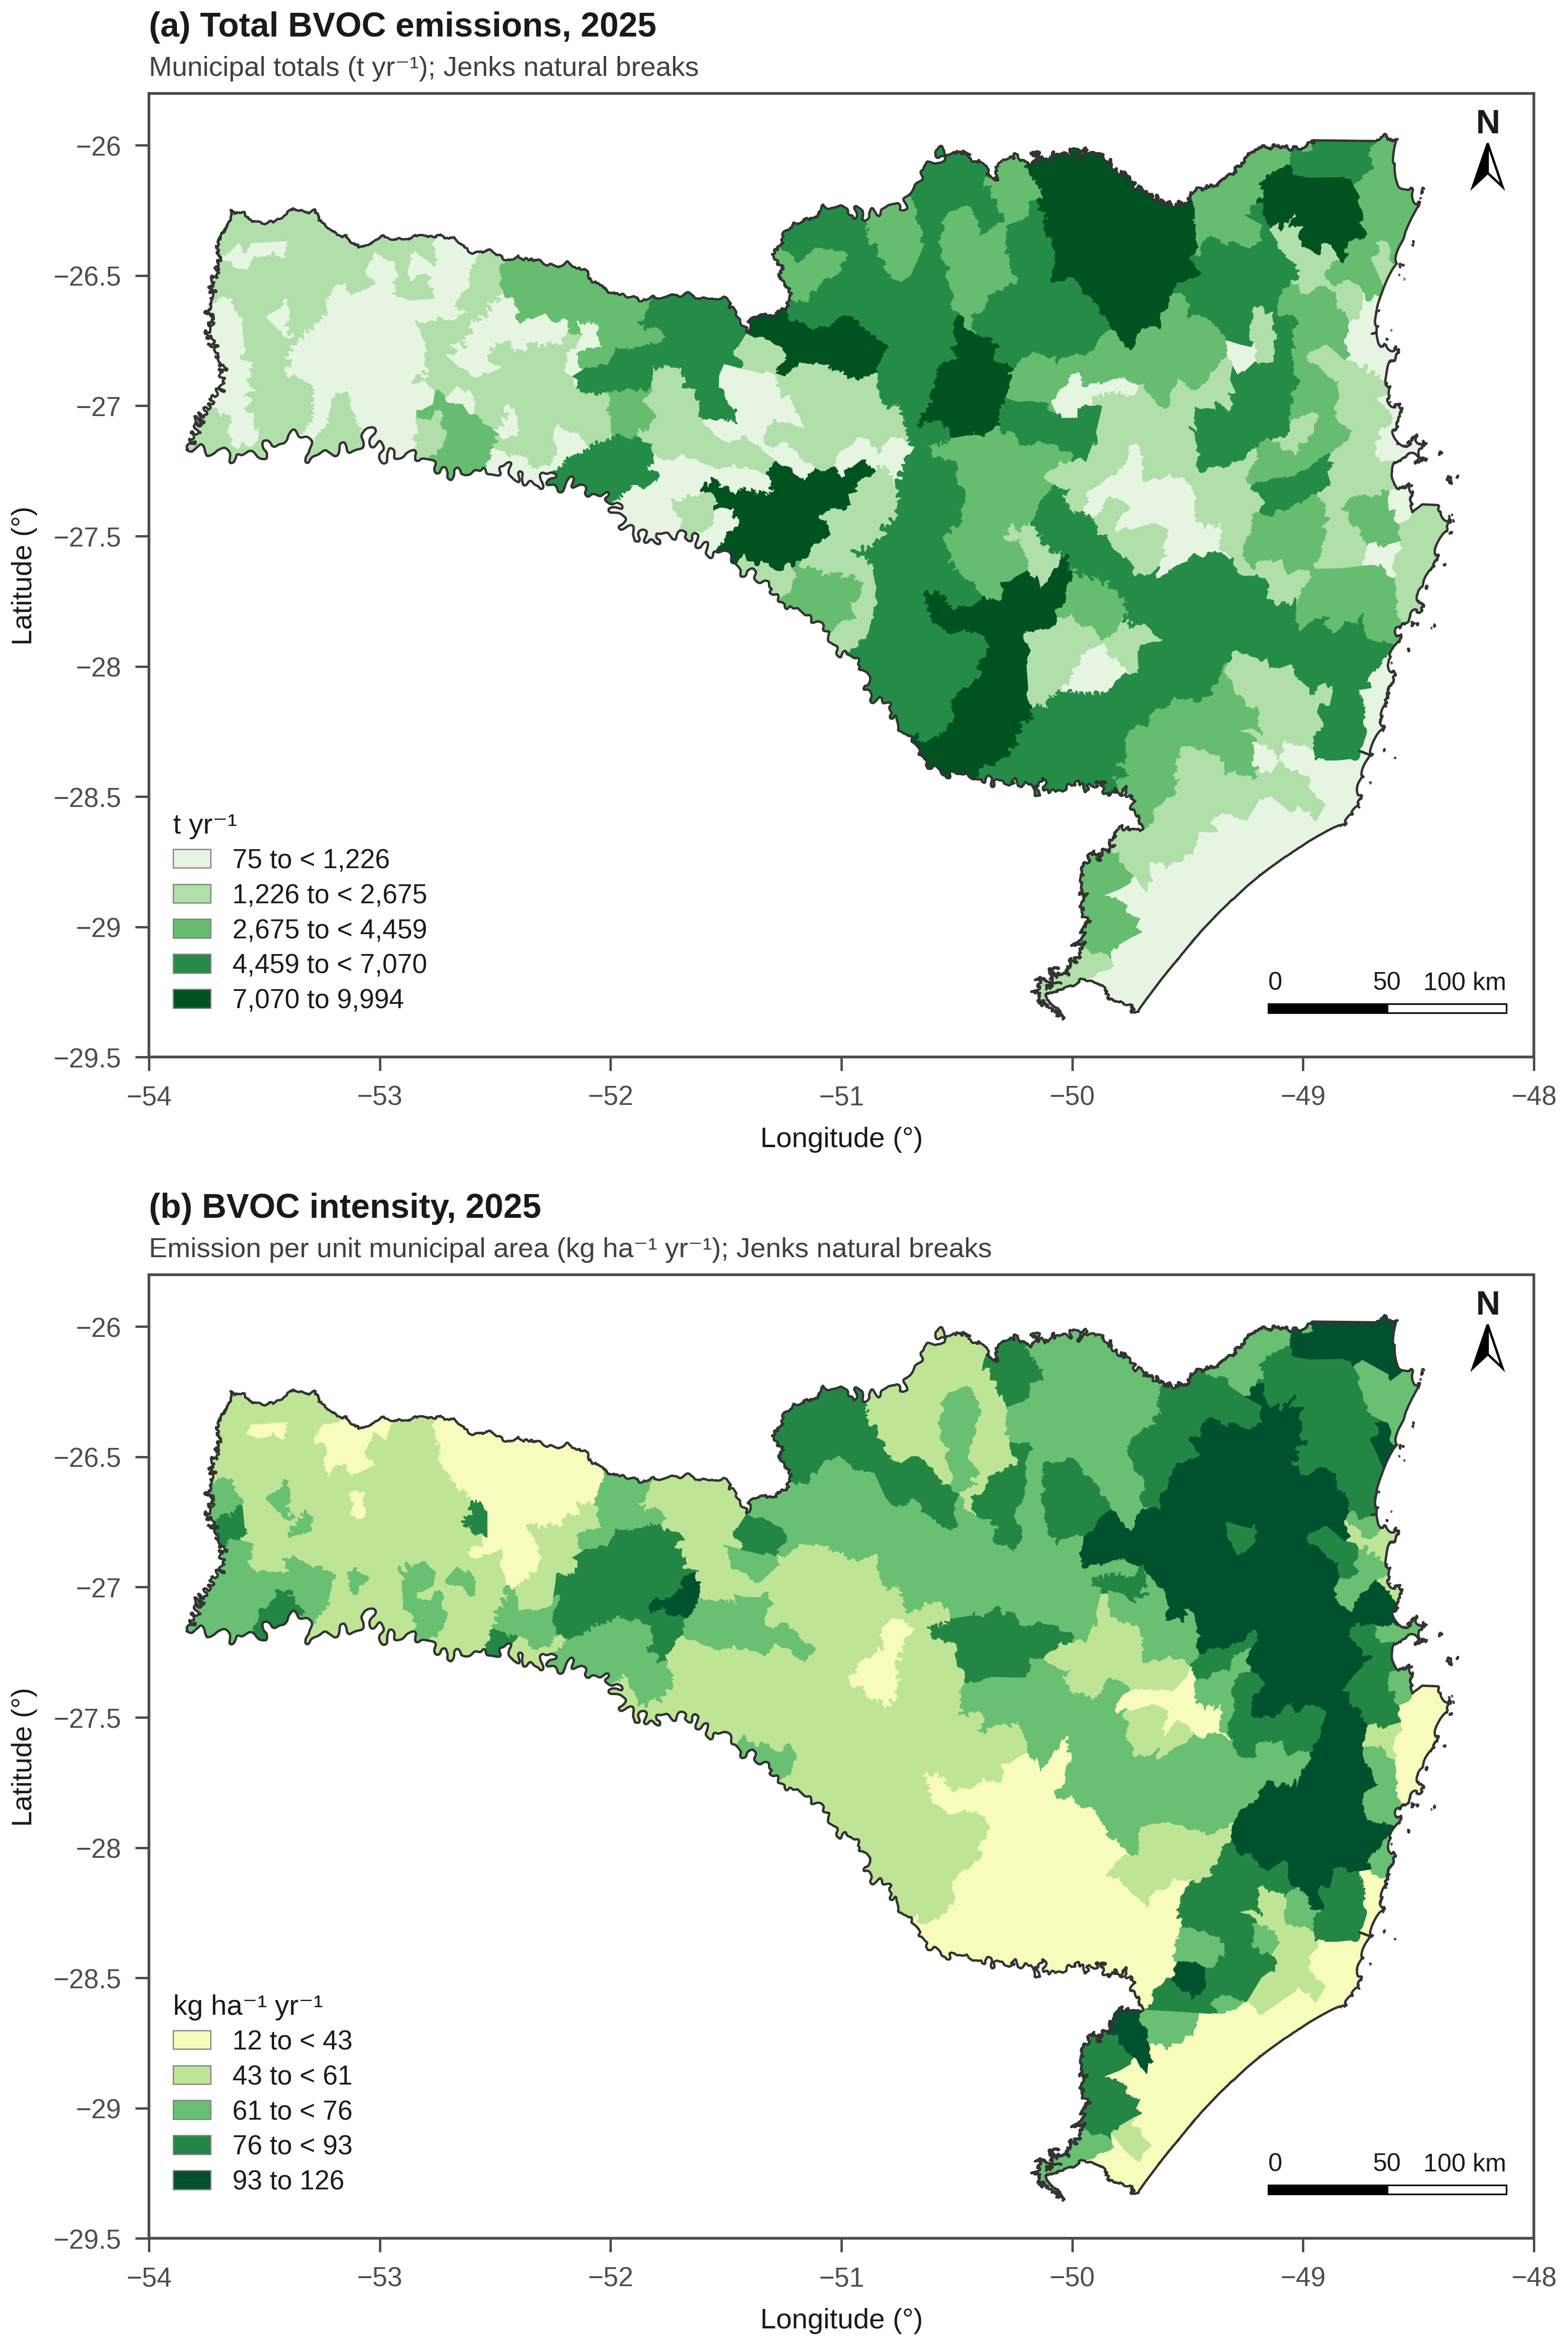 (a) Total BVOC emissions, 2025
Municipal totals (t yr⁻¹); Jenks natural breaks
N
−26
−26.5
−27
−27.5
−28
−28.5
−29
−29.5
Latitude (°)
t yr⁻¹
75 to < 1,226
1,226 to < 2,675
2,675 to < 4,459
4,459 to < 7,070
7,070 to 9,994
0 50 100 km
−54 −53 −52 −51 −50 −49 −48
Longitude (°)
(b) BVOC intensity, 2025
Emission per unit municipal area (kg ha⁻¹ yr⁻¹); Jenks natural breaks
N
−26
−26.5
−27
−27.5
−28
−28.5
−29
−29.5
Latitude (°)
kg ha⁻¹ yr⁻¹
12 to < 43
43 to < 61
61 to < 76
76 to < 93
93 to 126
0 50 100 km
−54 −53 −52 −51 −50 −49 −48
Longitude (°)